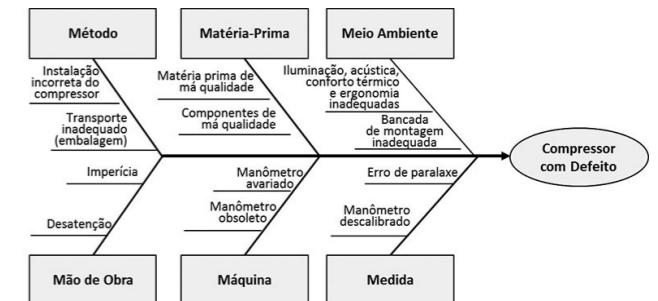 Método
Matéria-Prima
Meio Ambiente
Instalação
incorreta do
compressor
Transporte
inadequado
(embalagem)
Matéria prima de
má qualidade
Componentes de
má qualidade
Iluminação, acústica,
conforto térmico
e ergonomia
inadequadas
Bancada
de montagem
inadequada
Compressor
com Defeito
Imperícia
Desatenção
Manômetro
avariado
Manômetro
obsoleto
Erro de paralaxe
Manômetro
descalibrado
Mão de Obra
Máquina
Medida